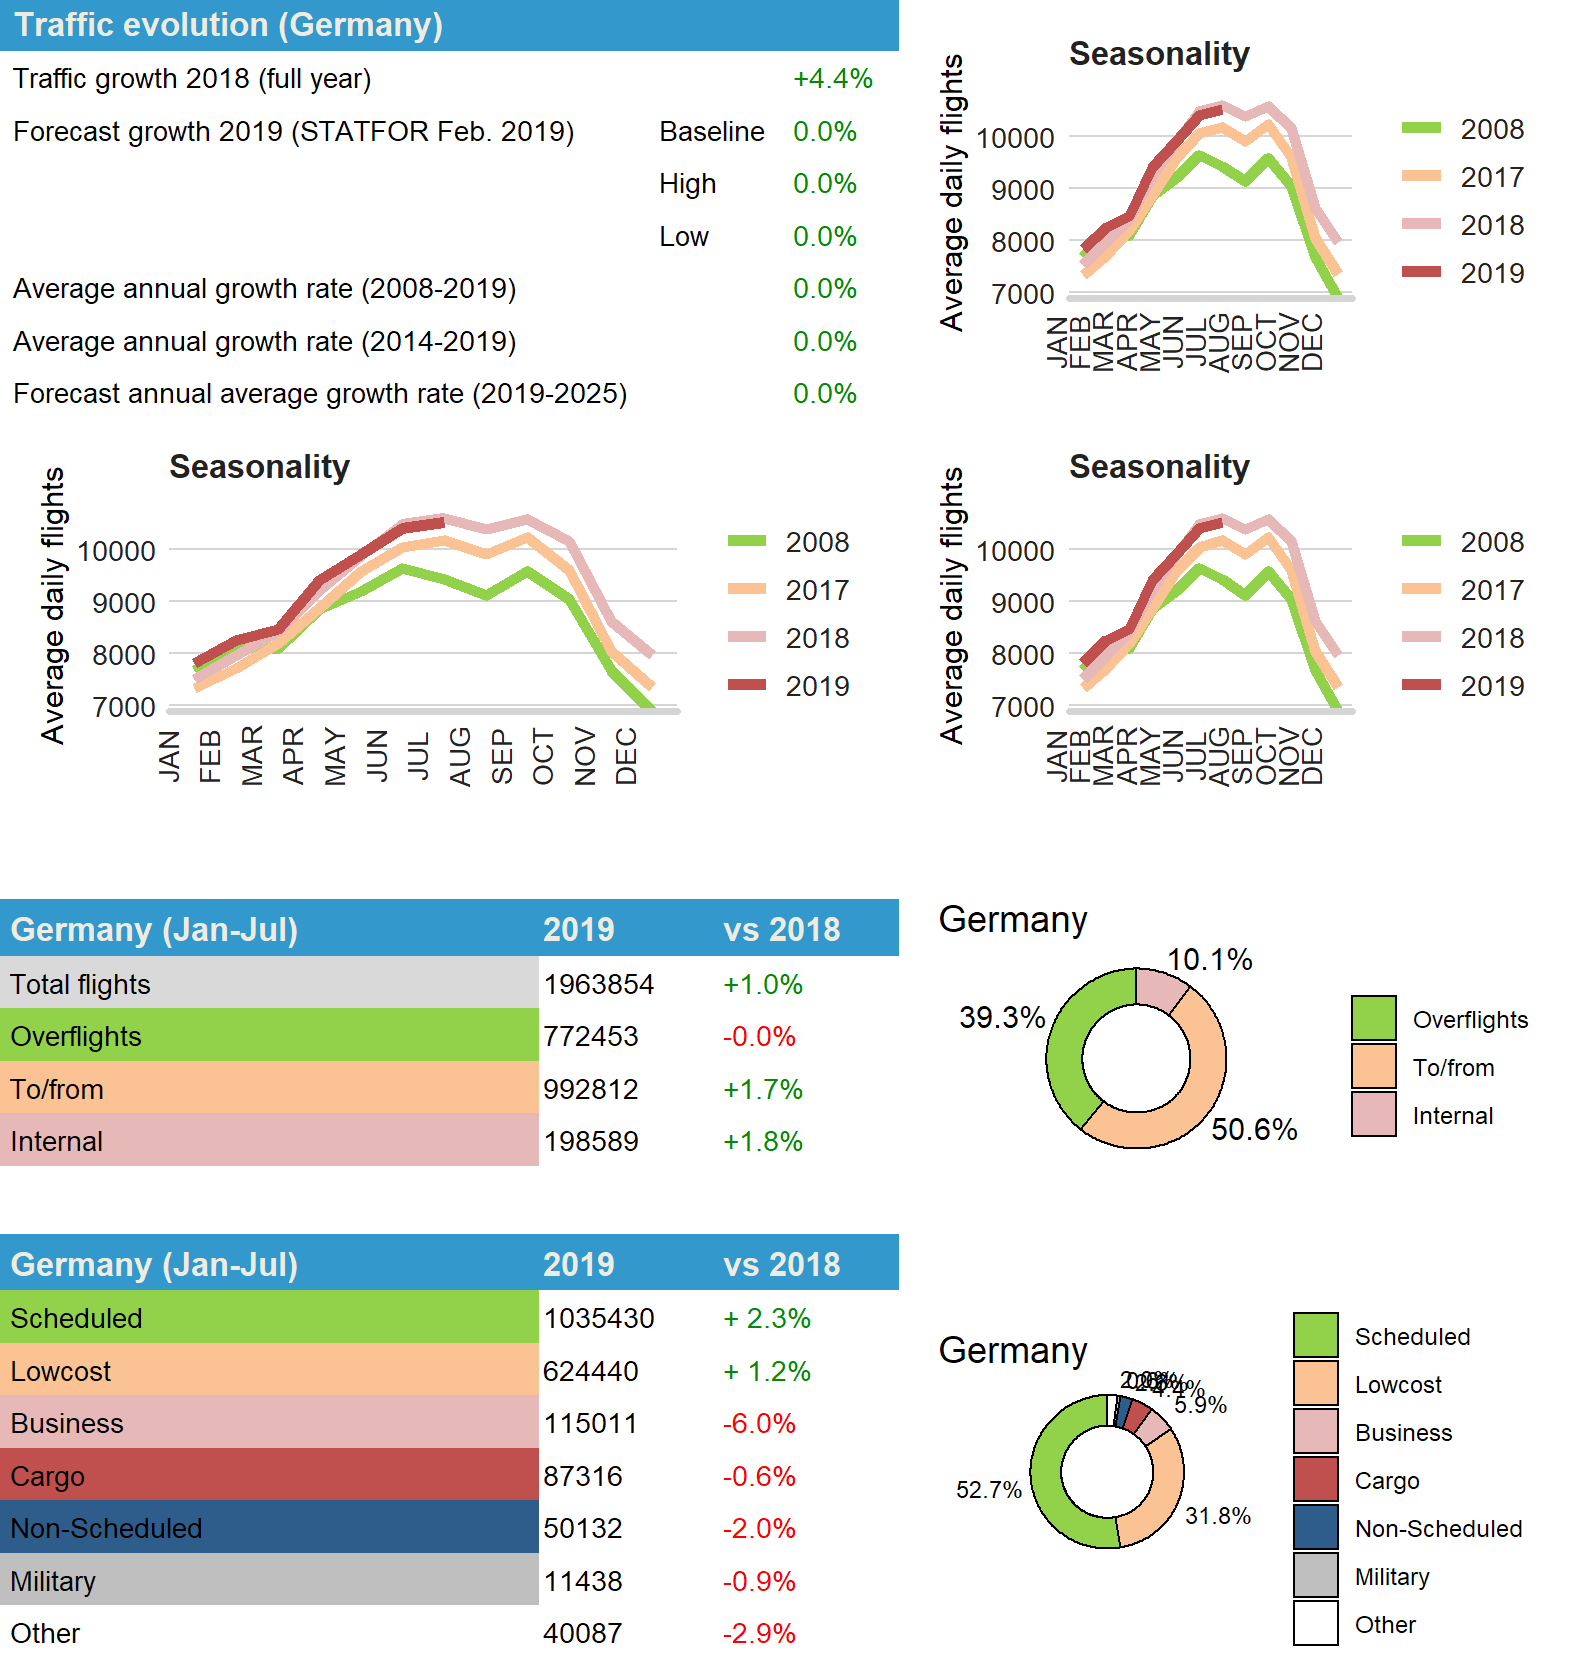 Traffic evolution (Germany)
Traffic growth 2018 (full year) +4.4%
Forecast growth 2019 (STATFOR Feb. 2019) Baseline 0.0%
High 0.0%
Low 0.0%
Average annual growth rate (2008-2019) 0.0%
Average annual growth rate (2014-2019) 0.0%
Forecast annual average growth rate (2019-2025) 0.0%
Seasonality
Average daily flights
10000
9000
8000
7000
JAN FEB MAR APR MAY JUN JUL AUG SEP OCT NOV DEC
2008
2017
2018
2019
Seasonality
Average daily flights
10000
9000
8000
7000
JAN FEB MAR APR MAY JUN JUL AUG SEP OCT NOV DEC
2008
2017
2018
2019
Seasonality
Average daily flights
10000
9000
8000
7000
JAN FEB MAR APR MAY JUN JUL AUG SEP OCT NOV DEC
2008
2017
2018
2019
Germany (Jan-Jul) 2019 vs 2018
Total flights 1963854 +1.0%
Overflights 772453 -0.0%
To/from 992812 +1.7%
Internal 198589 +1.8%
Germany
10.1%
39.3%
50.6%
Overflights
To/from
Internal
Germany (Jan-Jul) 2019 vs 2018
Scheduled 1035430 + 2.3%
Lowcost 624440 + 1.2%
Business 115011 -6.0%
Cargo 87316 -0.6%
Non-Scheduled 50132 -2.0%
Military 11438 -0.9%
Other 40087 -2.9%
Germany
5.9%
52.7%
31.8%
Scheduled
Lowcost
Business
Cargo
Non-Scheduled
Military
Other